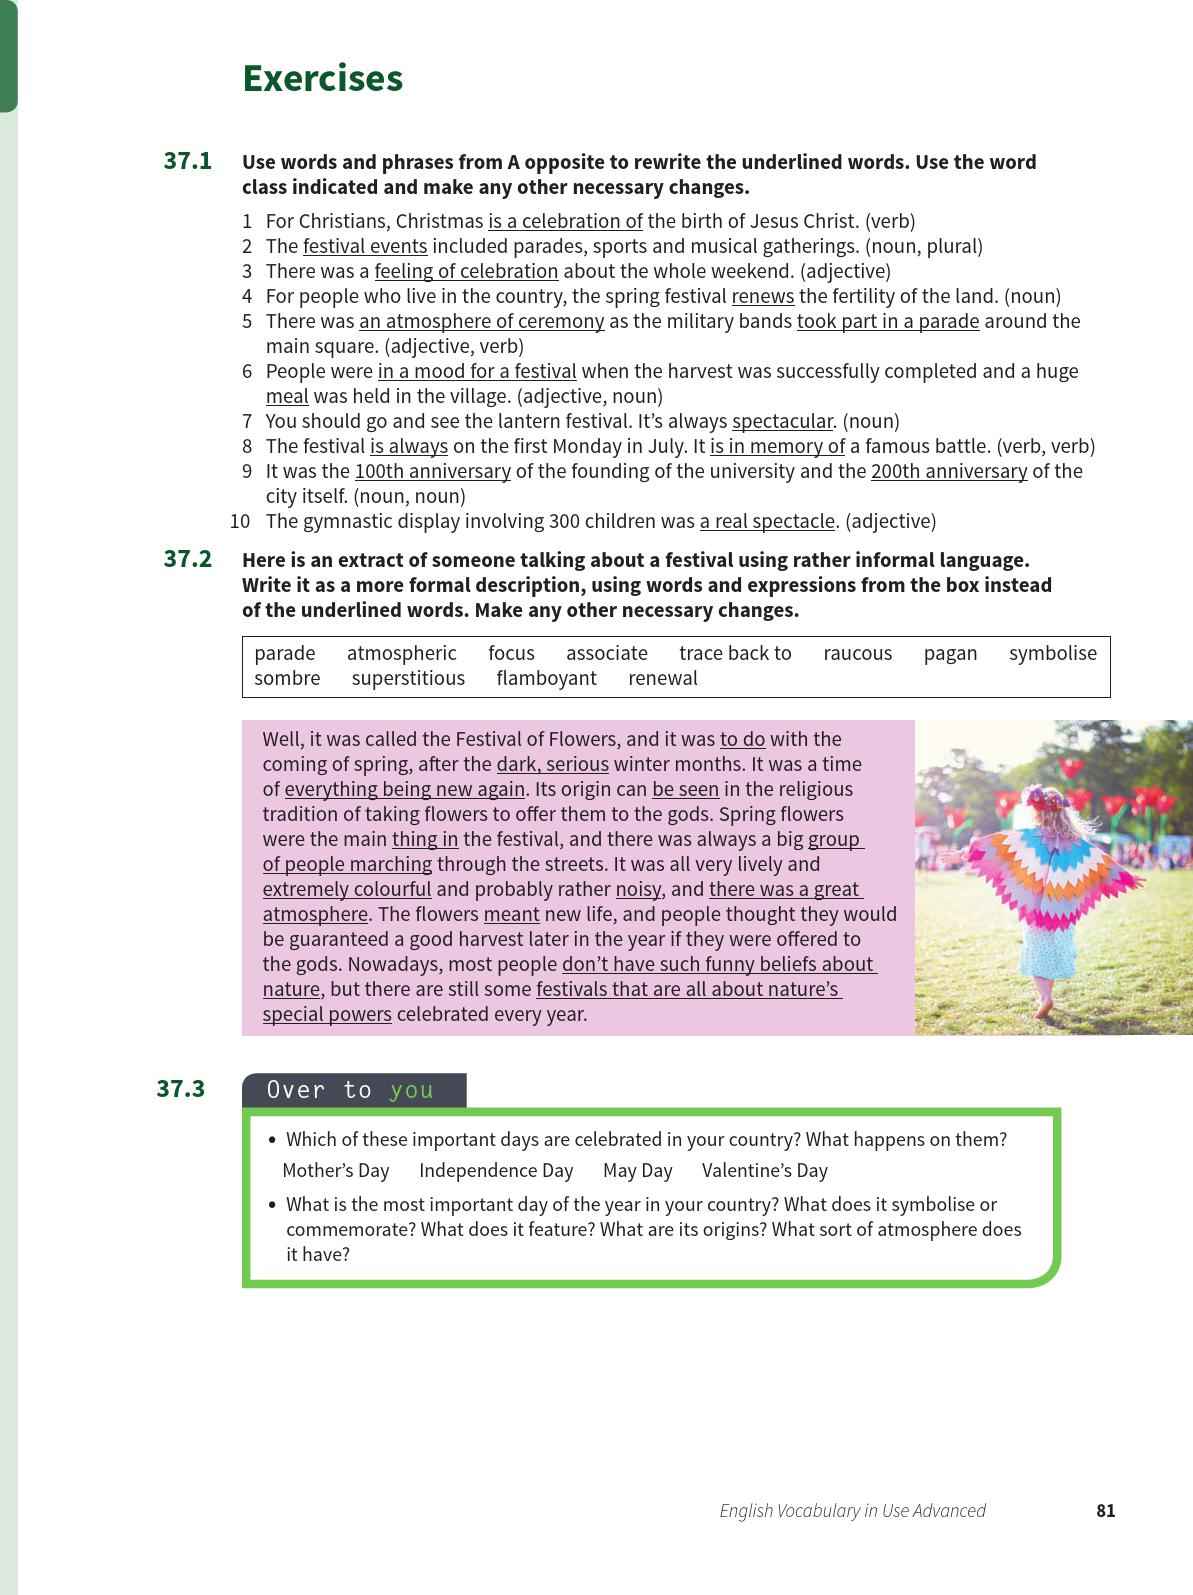 Exercises
37.1 Use words and phrases from A opposite to rewrite the underlined words. Use the word
class indicated and make any other necessary changes.
1 For Christians, Christmas is a celebration of the birth of Jesus Christ. (verb)
2 The festival events included parades, sports and musical gatherings. (noun, plural)
3 There was a feeling of celebration about the whole weekend. (adjective)
4 For people who live in the country, the spring festival renews the fertility of the land. (noun)
5 There was an atmosphere of ceremony as the military bands took part in a parade around the
main square. (adjective, verb)
6 People were in a mood for a festival when the harvest was successfully completed and a huge
meal was held in the village. (adjective, noun)
7 You should go and see the lantern festival. It’s always spectacular. (noun)
8 The festival is always on the first Monday in July. It is in memory of a famous battle. (verb, verb)
9 It was the 100th anniversary of the founding of the university and the 200th anniversary of the
city itself. (noun, noun)
10 The gymnastic display involving 300 children was a real spectacle. (adjective)
37.2 Here is an extract of someone talking about a festival using rather informal language.
Write it as a more formal description, using words and expressions from the box instead
of the underlined words. Make any other necessary changes.
parade atmospheric focus associate trace back to raucous pagan symbolise
sombre superstitious flamboyant renewal
Well, it was called the Festival of Flowers, and it was to do with the
coming of spring, after the dark, serious winter months. It was a time
of everything being new again. Its origin can be seen in the religious
tradition of taking flowers to offer them to the gods. Spring flowers
were the main thing in the festival, and there was always a big group
of people marching through the streets. It was all very lively and
extremely colourful and probably rather noisy, and there was a great
atmosphere. The flowers meant new life, and people thought they would
be guaranteed a good harvest later in the year if they were offered to
the gods. Nowadays, most people don’t have such funny beliefs about
nature, but there are still some festivals that are all about nature’s
special powers celebrated every year.
37.3 Over to you
• Which of these important days are celebrated in your country? What happens on them?
Mother’s Day Independence Day May Day Valentine’s Day
• What is the most important day of the year in your country? What does it symbolise or
commemorate? What does it feature? What are its origins? What sort of atmosphere does
it have?
English Vocabulary in Use Advanced 81